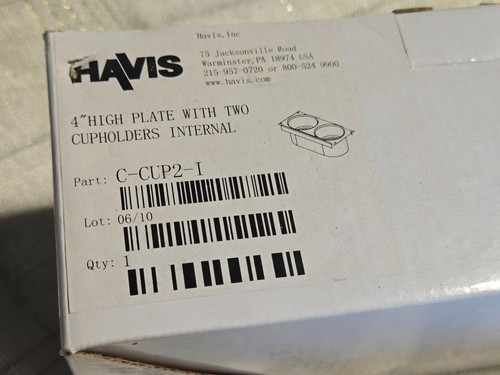 HAVIS
Havis,Inc
75 Jacksonville Road
Warminster,PA 18974 USA
215-957-0720 or 800-524 9900
www.havis.com
4"HIGH PLATE WITH TWO
CUPHOLDERS INTERNAL
Part: C-CUP2-I
Lot: 06/10
Qty: 1